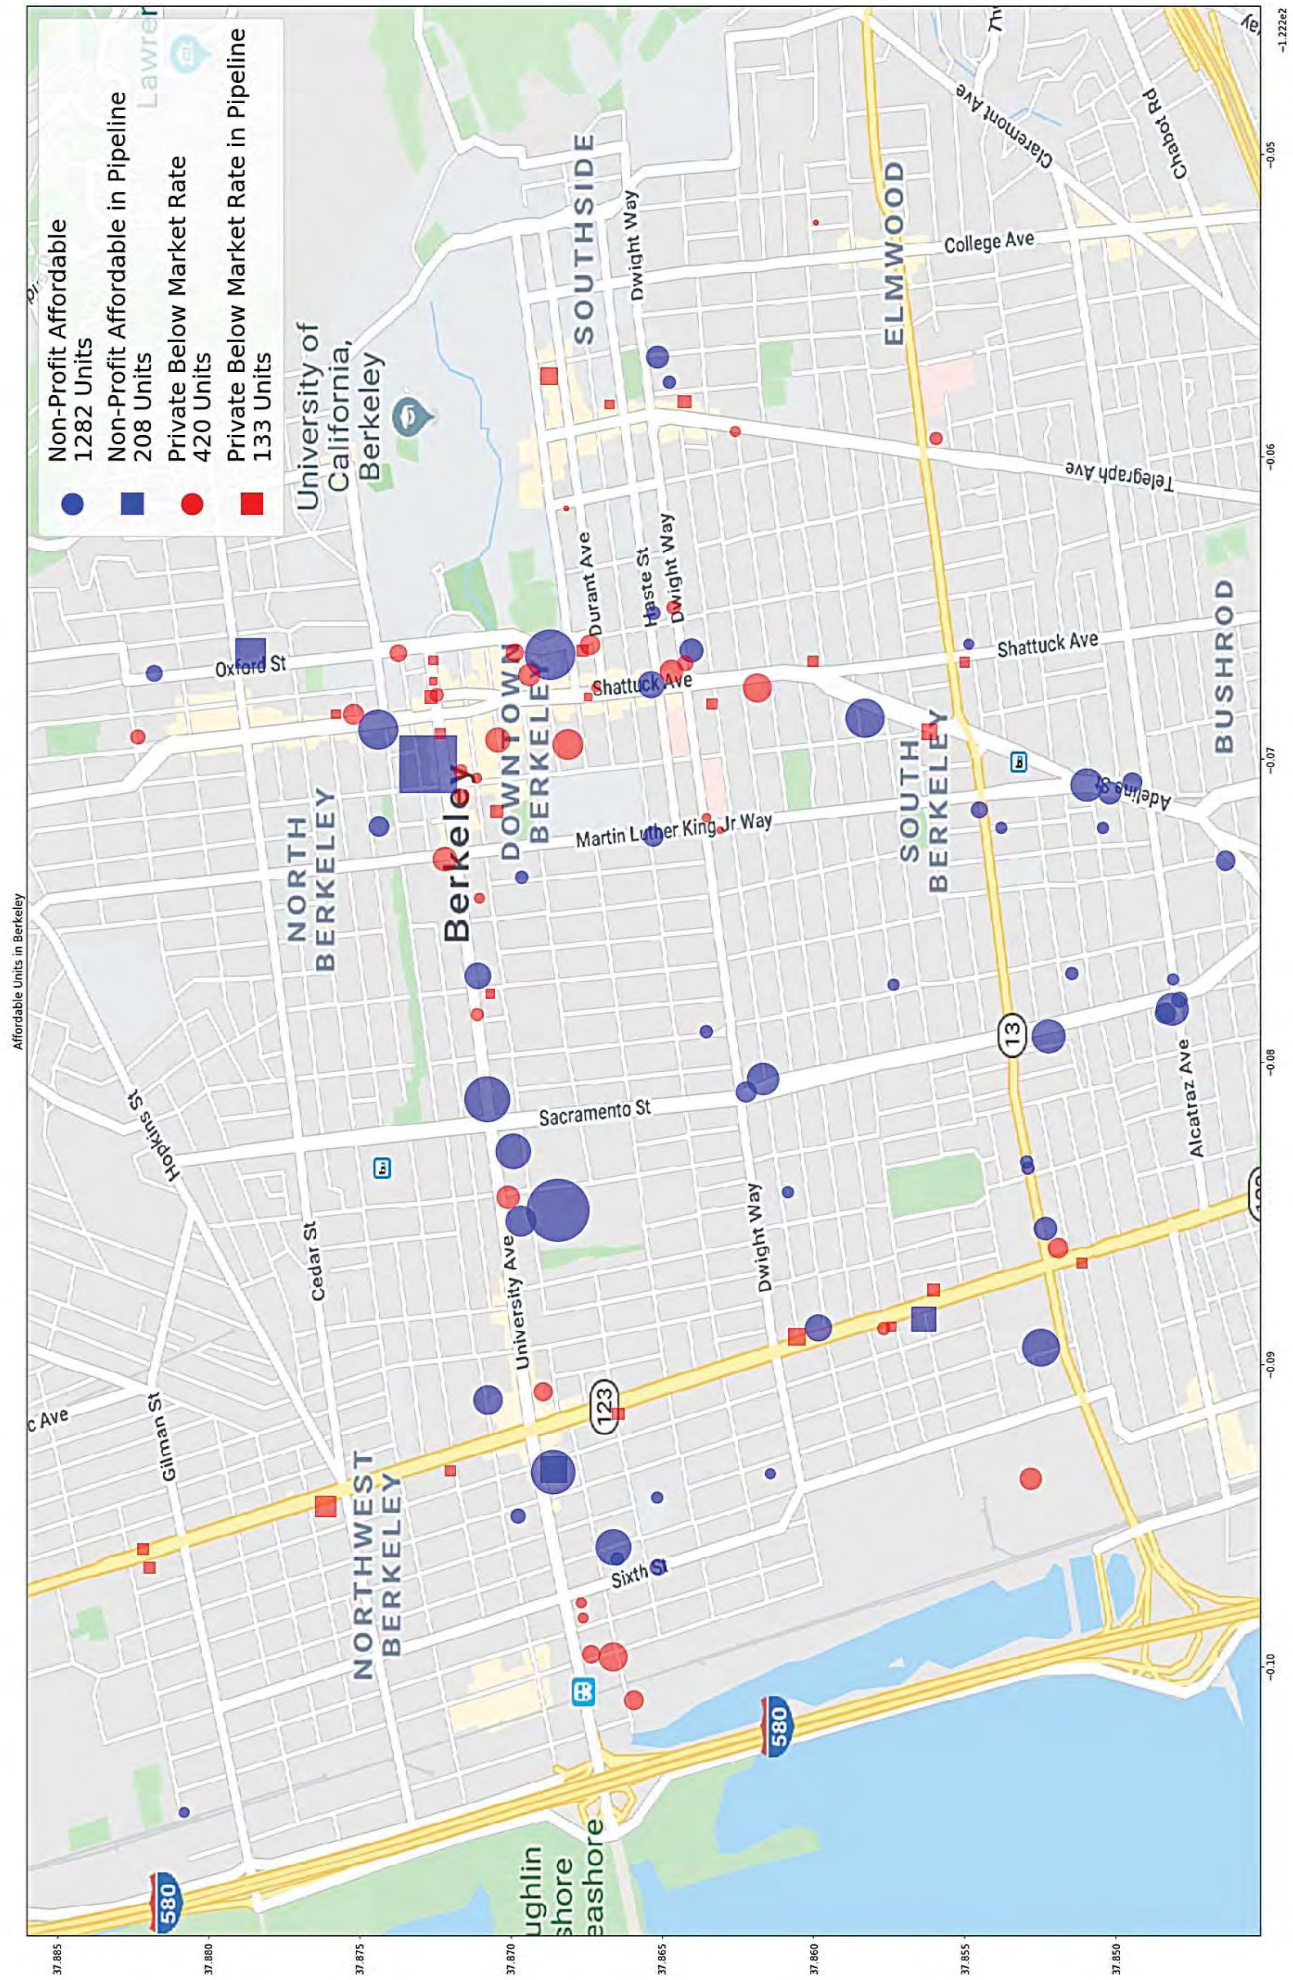 Affordable Units in Berkeley
Non-Profit Affordable
1282 Units
Non-Profit Affordable in Pipeline
208 Units
Private Below Market Rate
420 Units
Private Below Market Rate in Pipeline
133 Units
Lawrer
University of
California,
Berkeley
SOUTHSIDE
Dwight Way
ELMWOOD
College Ave
Claremont Ave
Chabot Rd
Telegraph Ave
Durant Ave
Haste St
Dwight Way
Oxford St
Shattuck Ave
Shattuck Ave
BUSHROD
NORTH
BERKELEY
Berkeley
DOWNTOWN
BERKELEY
Martin Luther King Jr Way
SOUTH
BERKELEY
Adeline St
Hopkins St
Sacramento St
13
Alcatraz Ave
Cedar St
University Ave
Dwight Way
c Ave
Gilman St
123
NORTHWEST
BERKELEY
Sixth St
580
580
ughlin
shore
eashore
37.885
37.880
37.875
37.870
37.865
37.860
37.855
37.850
−0.10
−0.09
−0.08
−0.07
−0.06
−0.05
−1.222e2